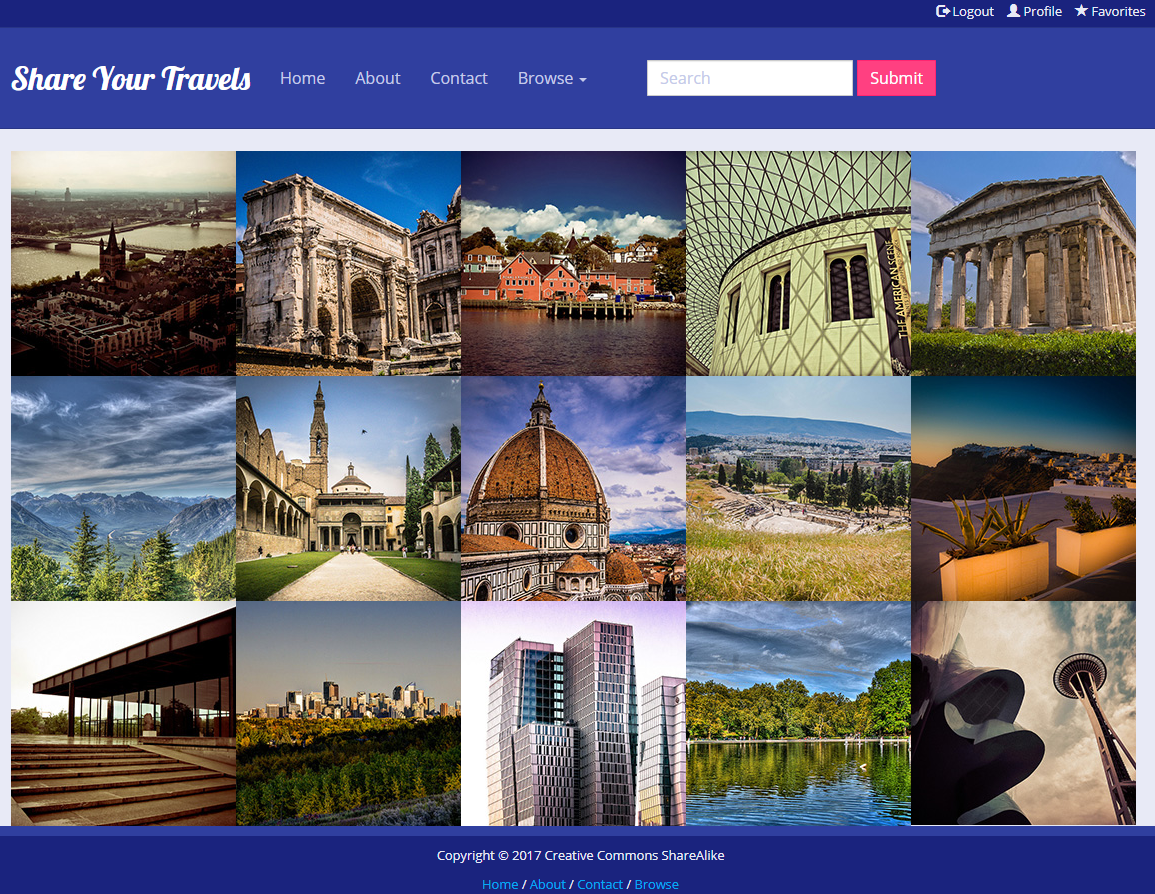 Logout Profile Favorites
Share Your Travels Home About Contact Browse Search Submit
THE AMERICAN SCENE
Copyright © 2017 Creative Commons ShareAlike
Home / About / Contact / Browse